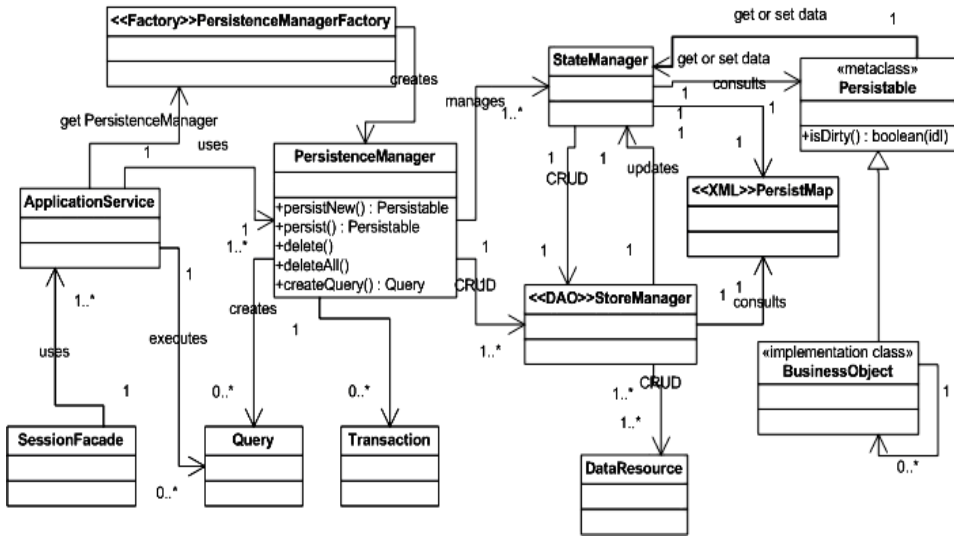 get or set data
1
<<Factory>>PersistenceManagerFactory
StateManager
get or set data
1
«metaclass»
Persistable
creates
manages
1..*
1
consults
1
1
1
+isDirty() : boolean(idl)
get PersistenceManager
1
uses
PersistenceManager
1
CRUD
1
updates
1
<<XML>>PersistMap
ApplicationService
+persistNew() : Persistable
+persist() : Persistable
+delete()
+deleteAll()
+createQuery() : Query
1
1..*
1
1
CRUD
1
1
<<DAO>>StoreManager
1
1
1
consults
1..*
creates
1
executes
1..*
uses
1
1..*
«implementation class»
BusinessObject
1
0..*
0..*
0..*
CRUD
1..*
1..*
SessionFacade
Query
Transaction
DataResource
0..*